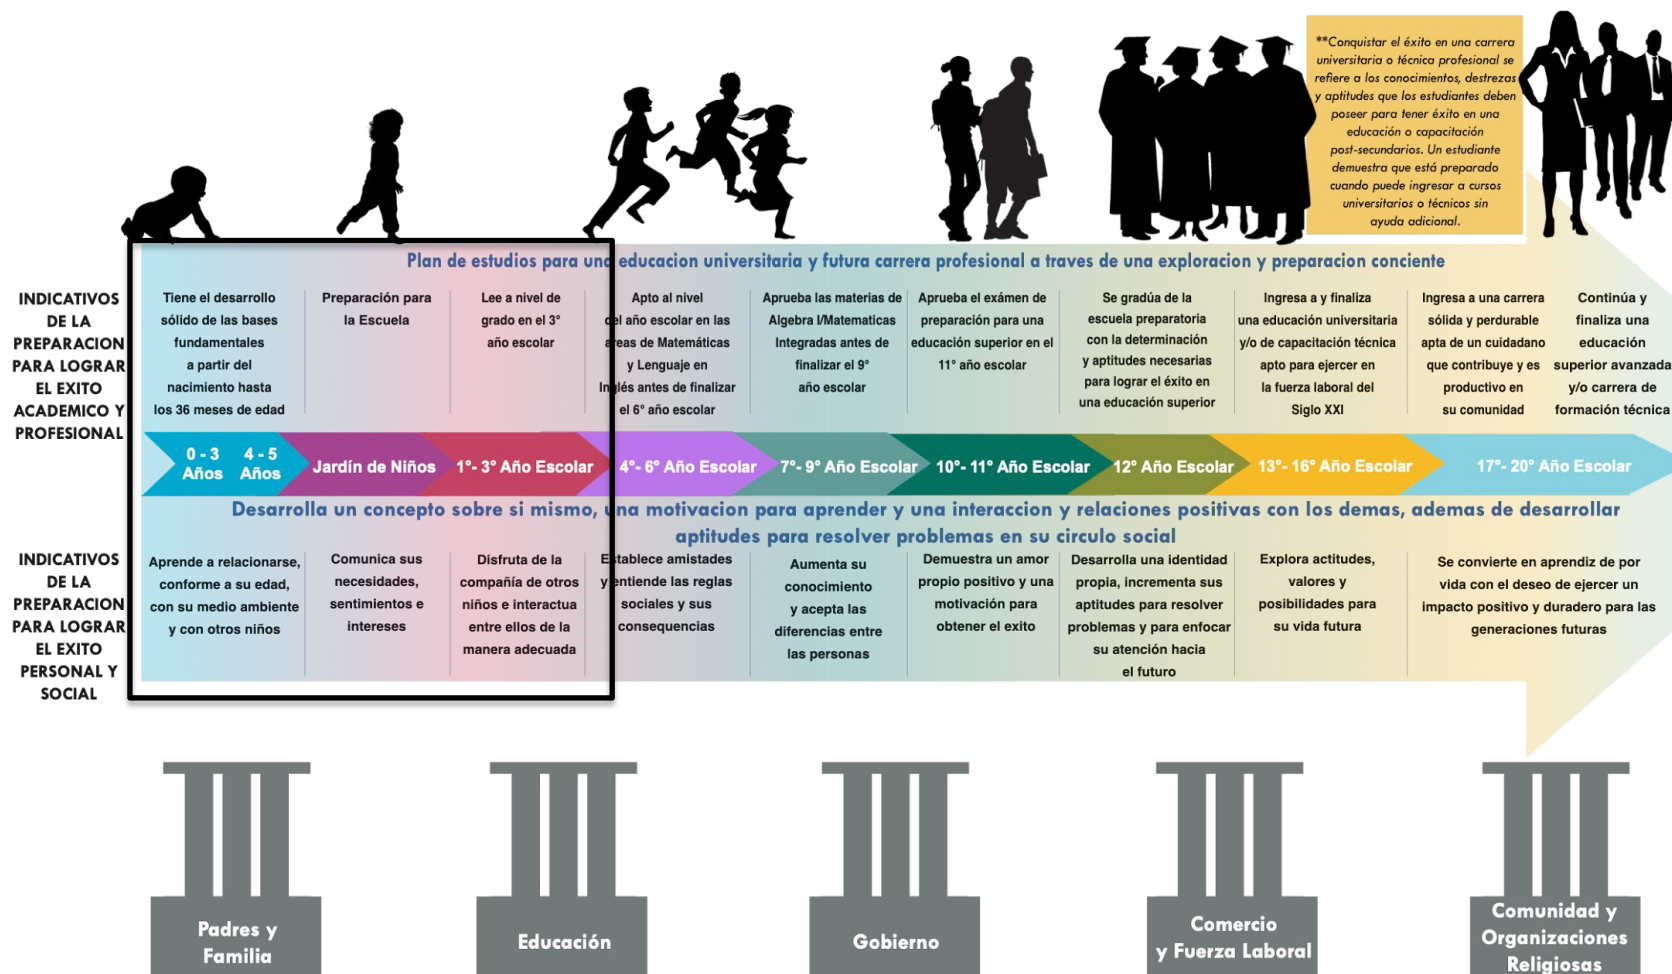 **Conquistar el éxito en una carrera
universitaria o técnica profesional se
refiere a los conocimientos, destrezas
y aptitudes que los estudiantes deben
poseer para tener éxito en una
educación o capacitación
post-secundarios. Un estudiante
demuestra que está preparado
cuando puede ingresar a cursos
universitarios o técnicos sin
ayuda adicional.
Plan de estudios para una educacion universitaria y futura carrera profesional a traves de una exploracion y preparacion conciente
INDICATIVOS
DE LA
PREPARACION
PARA LOGRAR
EL EXITO
ACADEMICO Y
PROFESIONAL
Tiene el desarrollo
sólido de las bases
fundamentales
a partir del
nacimiento hasta
los 36 meses de edad
Preparación para
la Escuela
Lee a nivel de
grado en el 3°
año escolar
Apto al nivel
del año escolar en las
areas de Matemáticas
y Lenguaje en
Inglés antes de finalizar
el 6° año escolar
Aprueba las materias de
Algebra I/Matematicas
Integradas antes de
finalizar el 9°
año escolar
Aprueba el exámen de
preparación para una
educación superior en el
11° año escolar
Se gradúa de la
escuela preparatoria
con la determinación
y aptitudes necesarias
para lograr el éxito en
una educación superior
Ingresa a y finaliza
una educación universitaria
y/o de capacitación técnica
apto para ejercer en
la fuerza laboral del
Siglo XXI
Ingresa a una carrera
sólida y perdurable
apta de un cuidadano
que contribuye y es
productivo en
su comunidad
Continúa y
finaliza una
educación
superior avanzada
y/o carrera de
formación técnica
0 - 3
Años
4 - 5
Años
Jardín de Niños
1°- 3° Año Escolar
4°- 6° Año Escolar
7°- 9° Año Escolar
10°- 11° Año Escolar
12° Año Escolar
13°- 16° Año Escolar
17°- 20° Año Escolar
Desarrolla un concepto sobre si mismo, una motivacion para aprender y una interaccion y relaciones positivas con los demas, ademas de desarrollar
aptitudes para resolver problemas en su circulo social
INDICATIVOS
DE LA
PREPARACION
PARA LOGRAR
EL EXITO
PERSONAL Y
SOCIAL
Aprende a relacionarse,
conforme a su edad,
con su medio ambiente
y con otros niños
Comunica sus
necesidades,
sentimientos e
intereses
Disfruta de la
compañía de otros
niños e interactua
entre ellos de la
manera adecuada
Establece amistades
y entiende las reglas
sociales y sus
consequencias
Aumenta su
conocimiento
y acepta las
diferencias entre
las personas
Demuestra un amor
propio positivo y una
motivación para
obtener el exito
Desarrolla una identidad
propia, incrementa sus
aptitudes para resolver
problemas y para enfocar
su atención hacia
el futuro
Explora actitudes,
valores y
posibilidades para
su vida futura
Se convierte en aprendiz de por
vida con el deseo de ejercer un
impacto positivo y duradero para las
generaciones futuras
Padres y
Familia
Educación
Gobierno
Comercio
y Fuerza Laboral
Comunidad y
Organizaciones
Religiosas